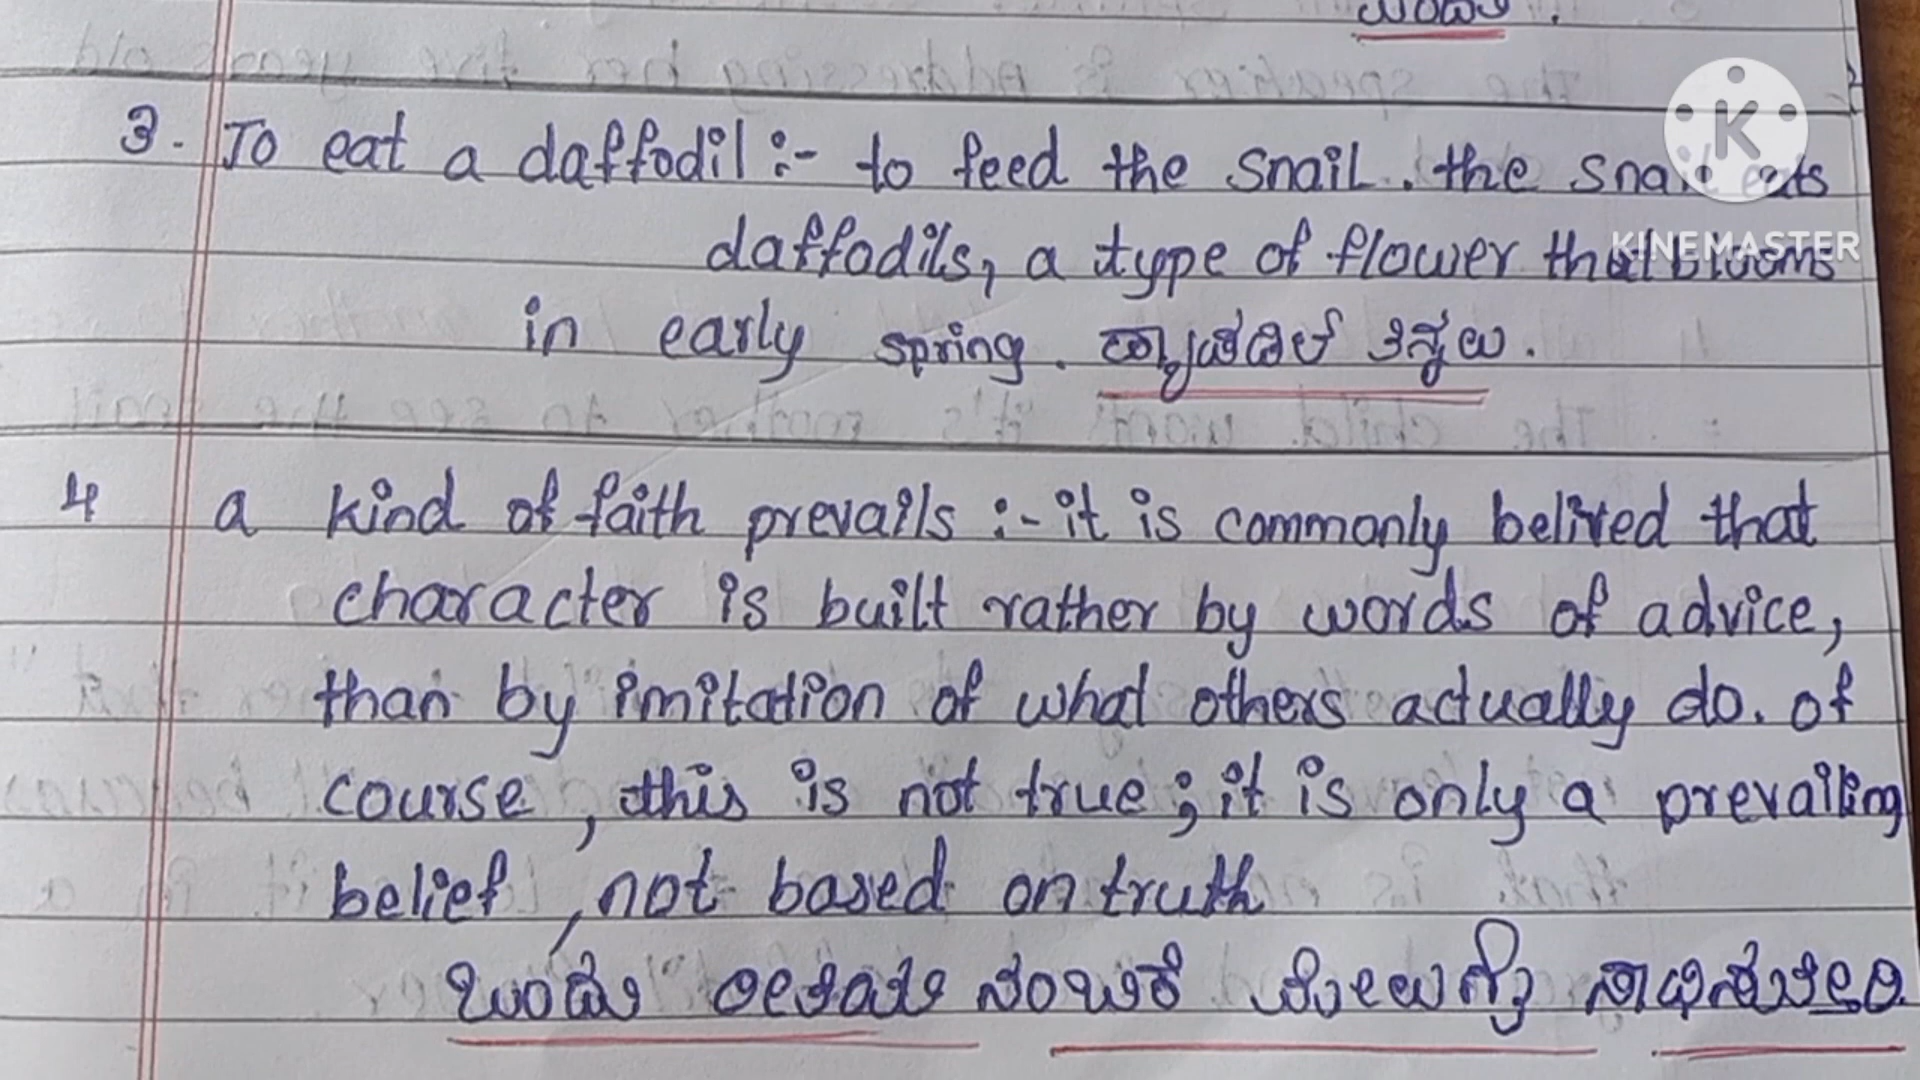 3. To eat a daffodil :- to feed the snail. the snail eats
daffodils, a type of flower that blooms
in early spring. ಡ್ಯಾಫೊಡಿಲ್ ತಿನ್ನಲು.
4 a kind of faith prevails :- it is commonly belived that
character is built rather by words of advice,
than by imitation of what others actually do. of
course, this is not true; it is only a prevailing
belief, not based on truth
ಒಂದು ರೀತಿಯ ನಂಬಿಕೆ ಮೇಲುಗೈ ಸಾಧಿಸುತ್ತದೆ.
K
KINEMASTER